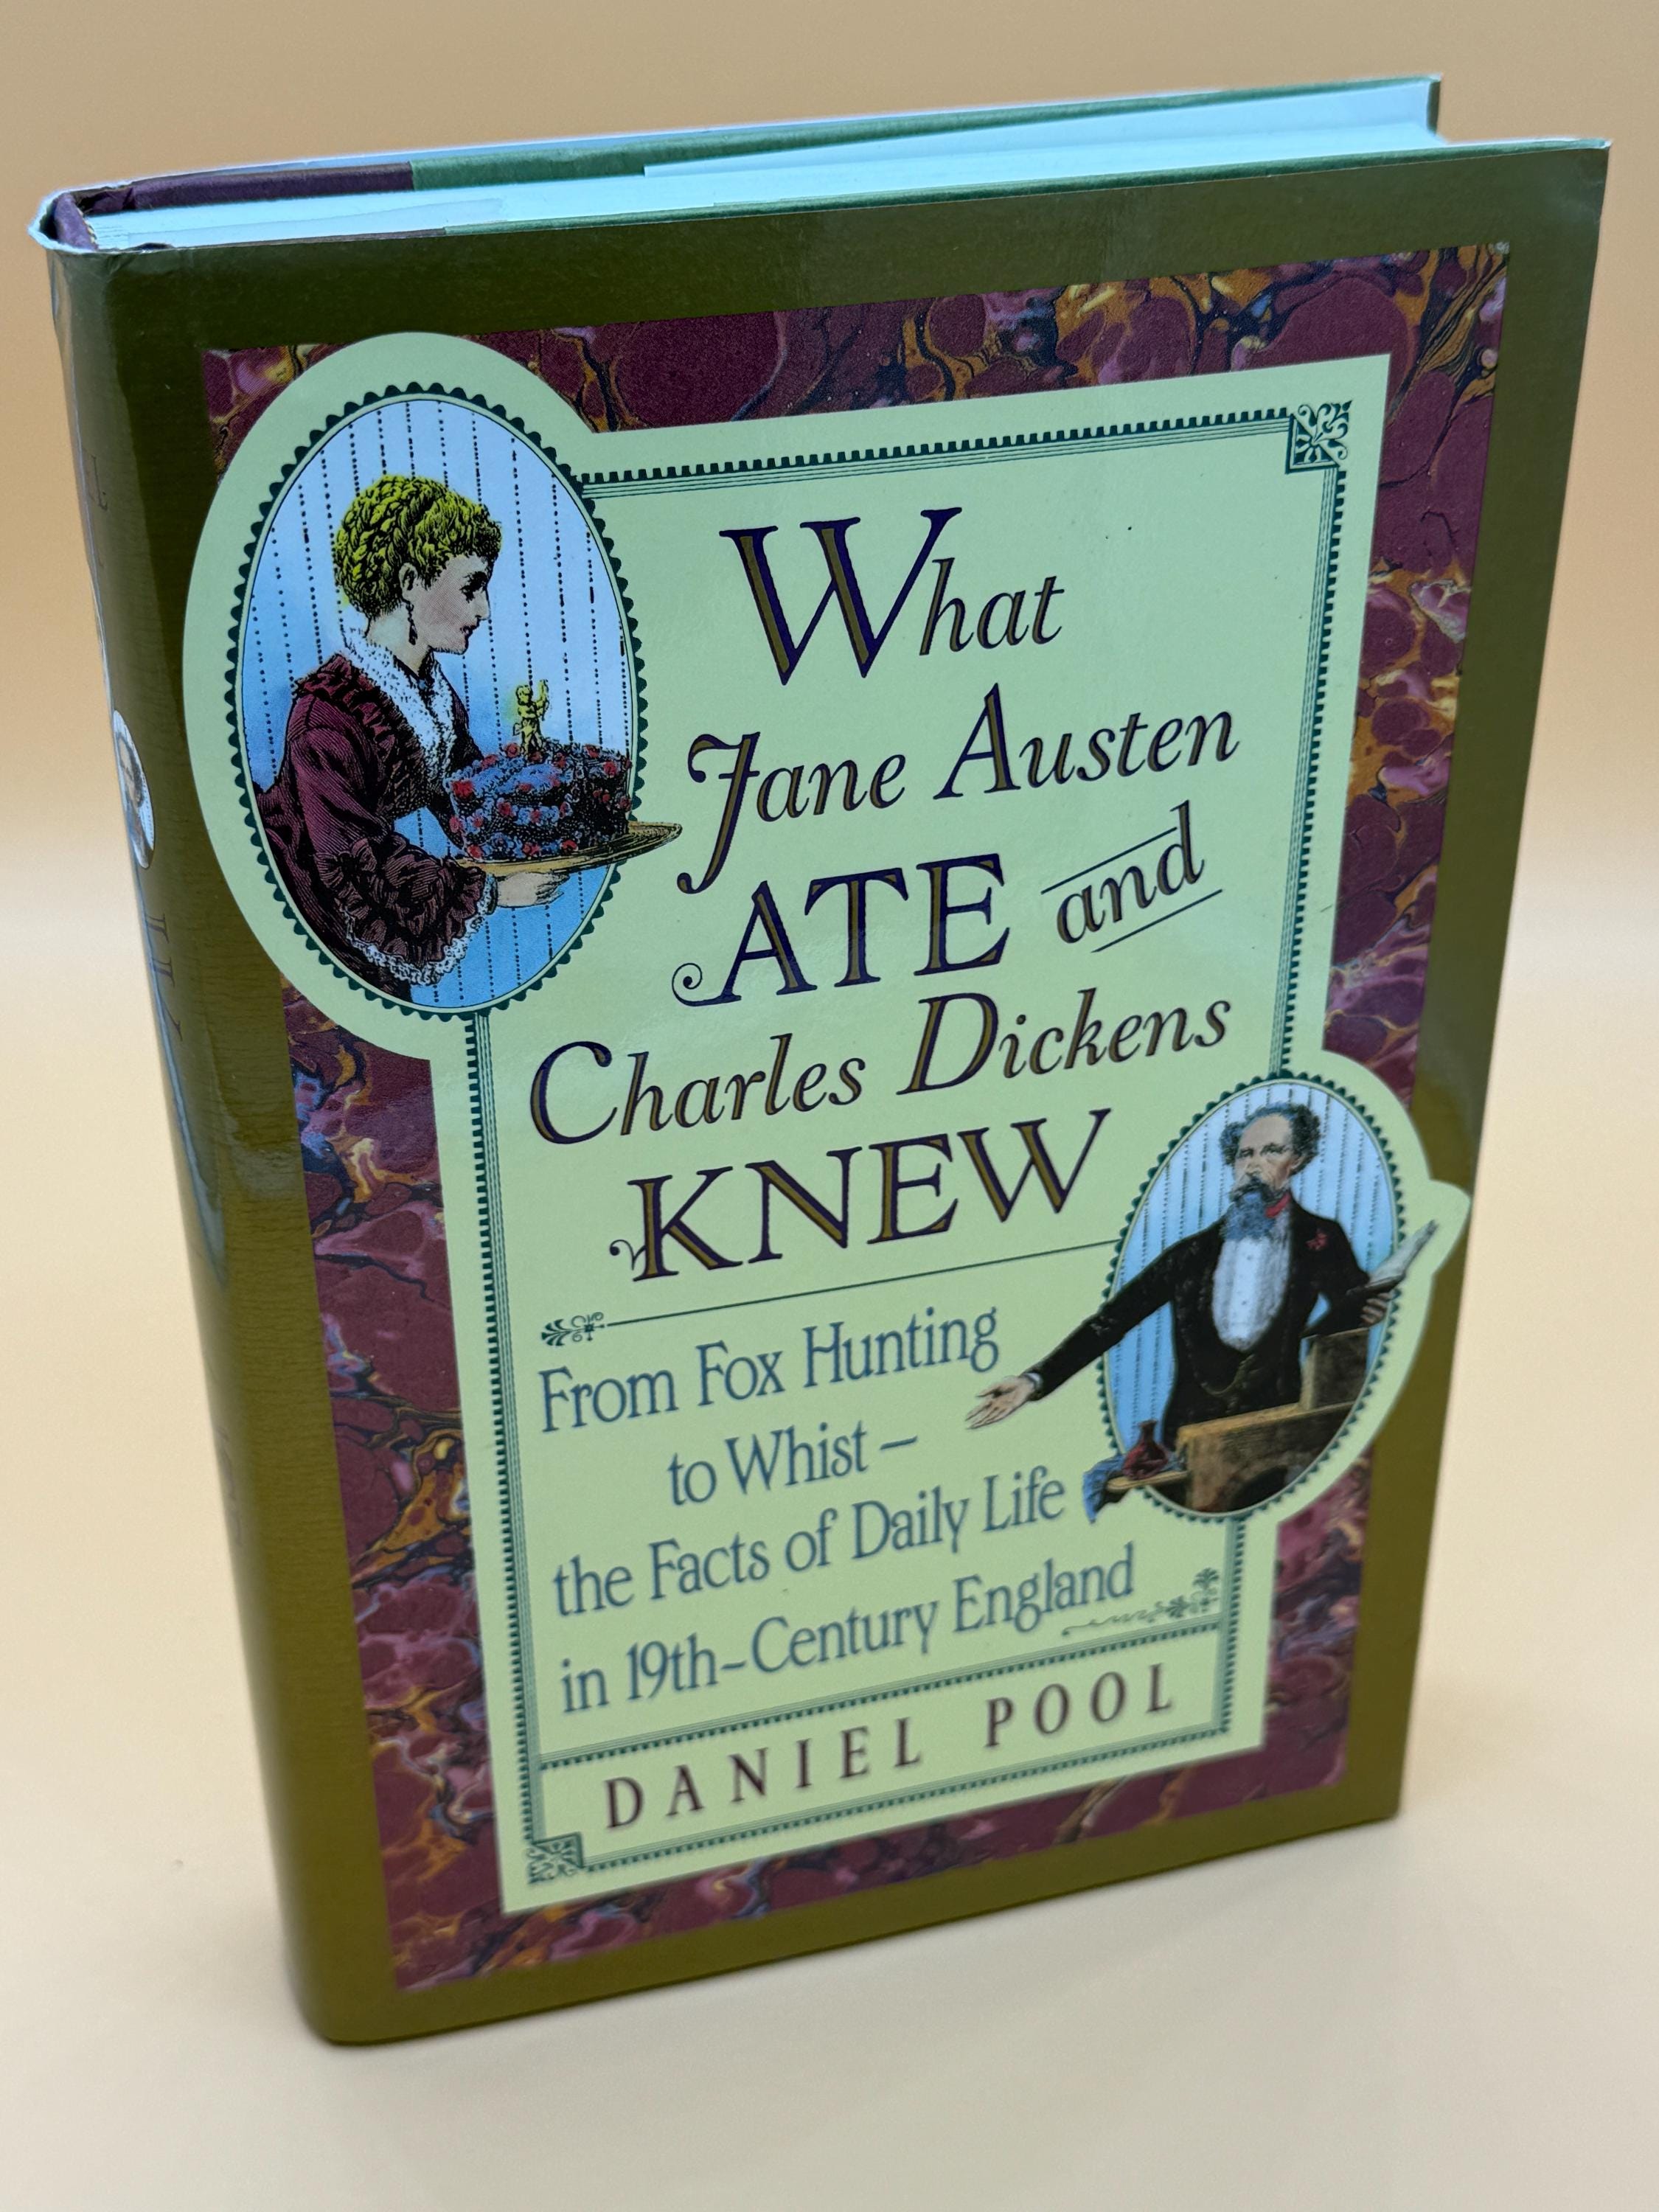 What
Jane Austen
ATE and
Charles Dickens
KNEW
From Fox Hunting
to Whist –
the Facts of Daily Life
in 19th-Century England
DANIEL POOL